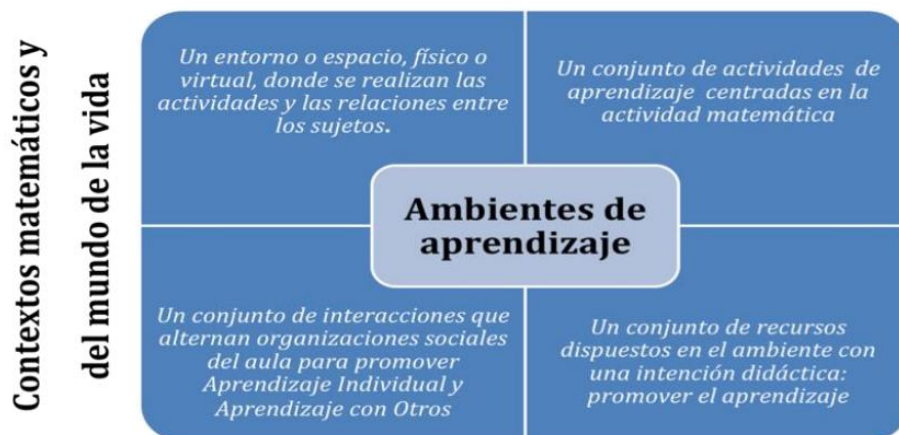 Contextos matemáticos y
del mundo de la vida
Un entorno o espacio, físico o
virtual, donde se realizan las
actividades y las relaciones entre
los sujetos.
Un conjunto de actividades de
aprendizaje centradas en la
actividad matemática
Ambientes de
aprendizaje
Un conjunto de interacciones que
alternan organizaciones sociales
del aula para promover
Aprendizaje Individual y
Aprendizaje con Otros
Un conjunto de recursos
dispuestos en el ambiente con
una intención didáctica:
promover el aprendizaje